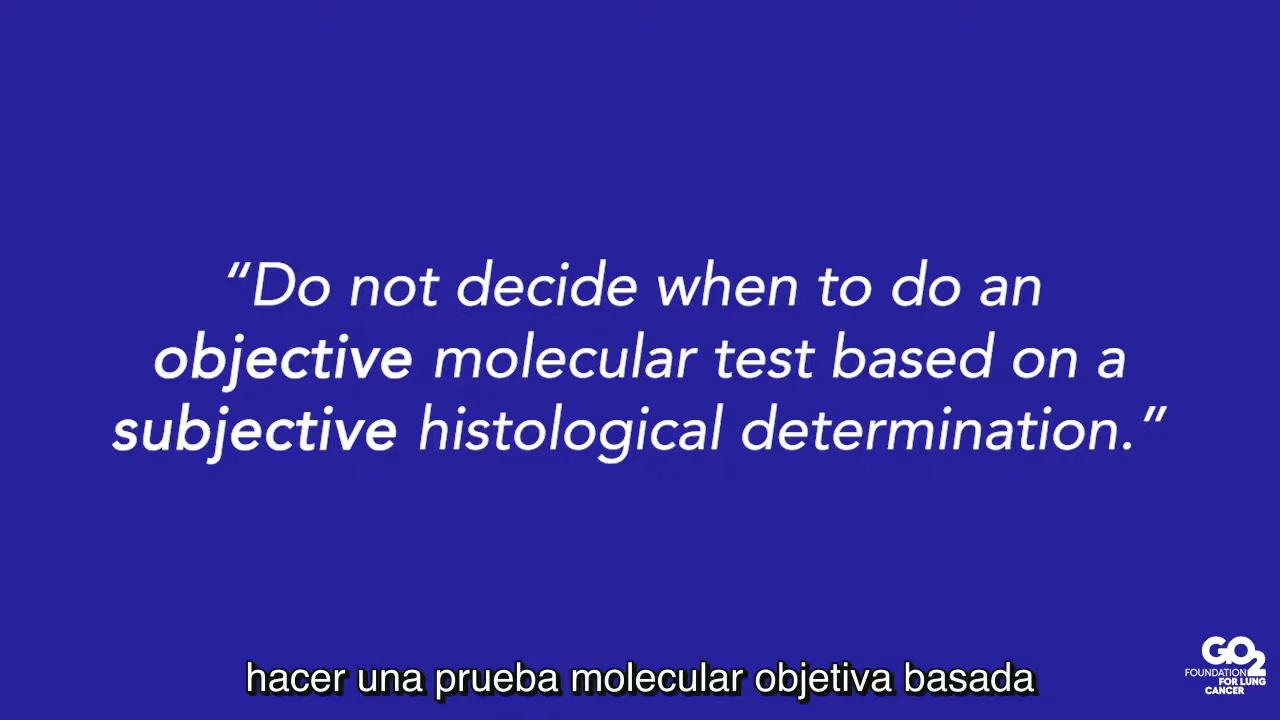 “Do not decide when to do an
objective molecular test based on a
subjective histological determination.”
hacer una prueba molecular objetiva basada
GO2
FOUNDATION
FOR LUNG
CANCER